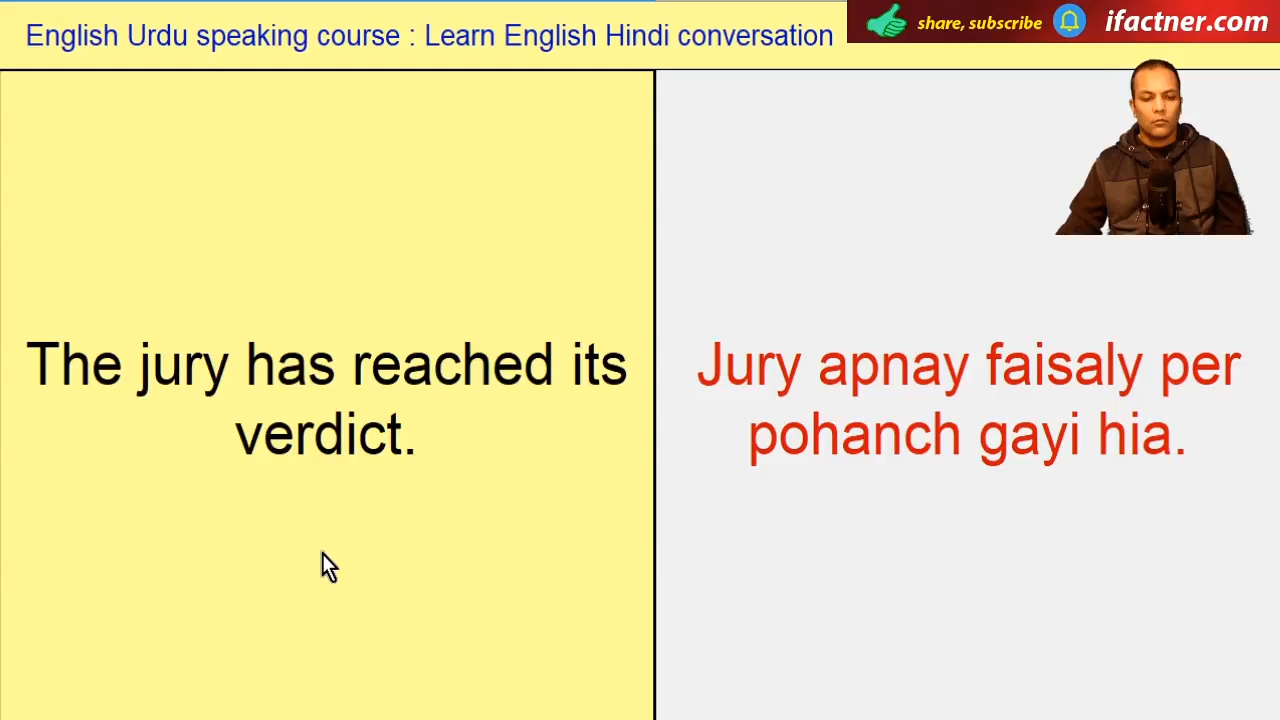 English Urdu speaking course : Learn English Hindi conversation
share, subscribe
ifactner.com
The jury has reached its
verdict.
Jury apnay faisaly per
pohanch gayi hia.